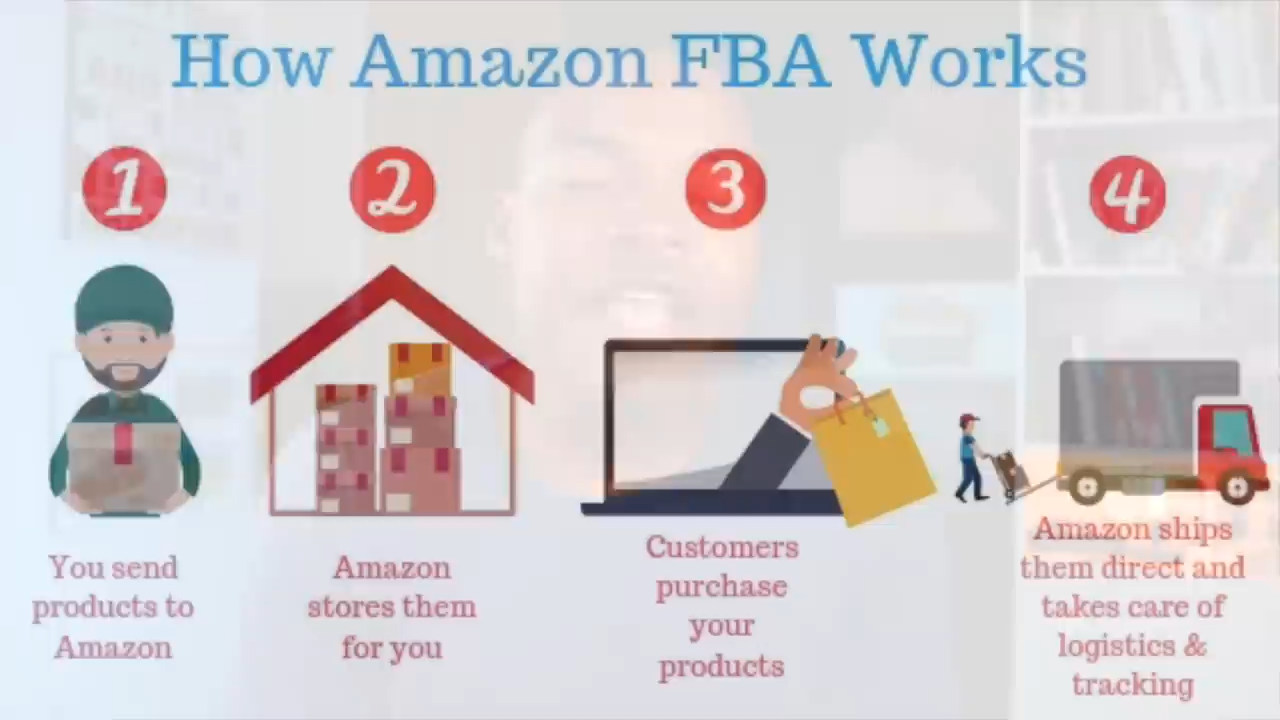 How Amazon FBA Works
1
2
3
4
You send
products to
Amazon
Amazon
stores them
for you
Customers
purchase
your
products
Amazon ships
them direct and
takes care of
logistics &
tracking